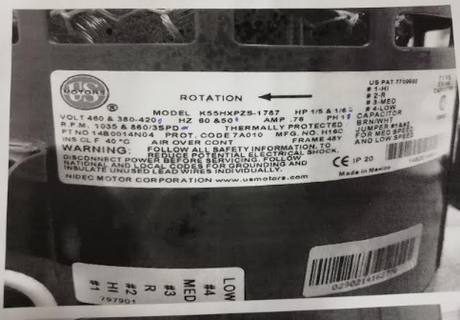 US
MOTORS
®
ROTATION
MODEL K55HXPZS-1767 HP 1/5 & 1/6
VOLT 460 & 380-420 HZ 60 & 50 AMP .76 PH 1
R.P.M. 1035 & 860/3SPD THERMALLY PROTECTED
PT NO 14B0014N04 PROT. CODE 7A010 MFG. NO. H16C
INS CL F 40°C AIR OVER CONT FRAME 48Y
WARNING: FOLLOW ALL SAFETY INFORMATION, TO
REDUCE POTENTIAL ELECTRICAL SHOCK,
DISCONNECT POWER BEFORE SERVICING. FOLLOW
NATIONAL AND LOCAL CODES FOR GROUNDING AND
INSULATE UNUSED LEAD WIRES INDIVIDUALLY.
NIDEC MOTOR CORPORATION www.usmotors.com
US PAT.
#1-HI
#2-R
#3-MED
#4-LOW
CAPACITOR
BRN/WHT
JUMPER #1&#2
FOR MED SPEED
AND LOW
CE IP 20
Made in Mexico
#1 #2 #3 #4
HI R MED LOW
797901